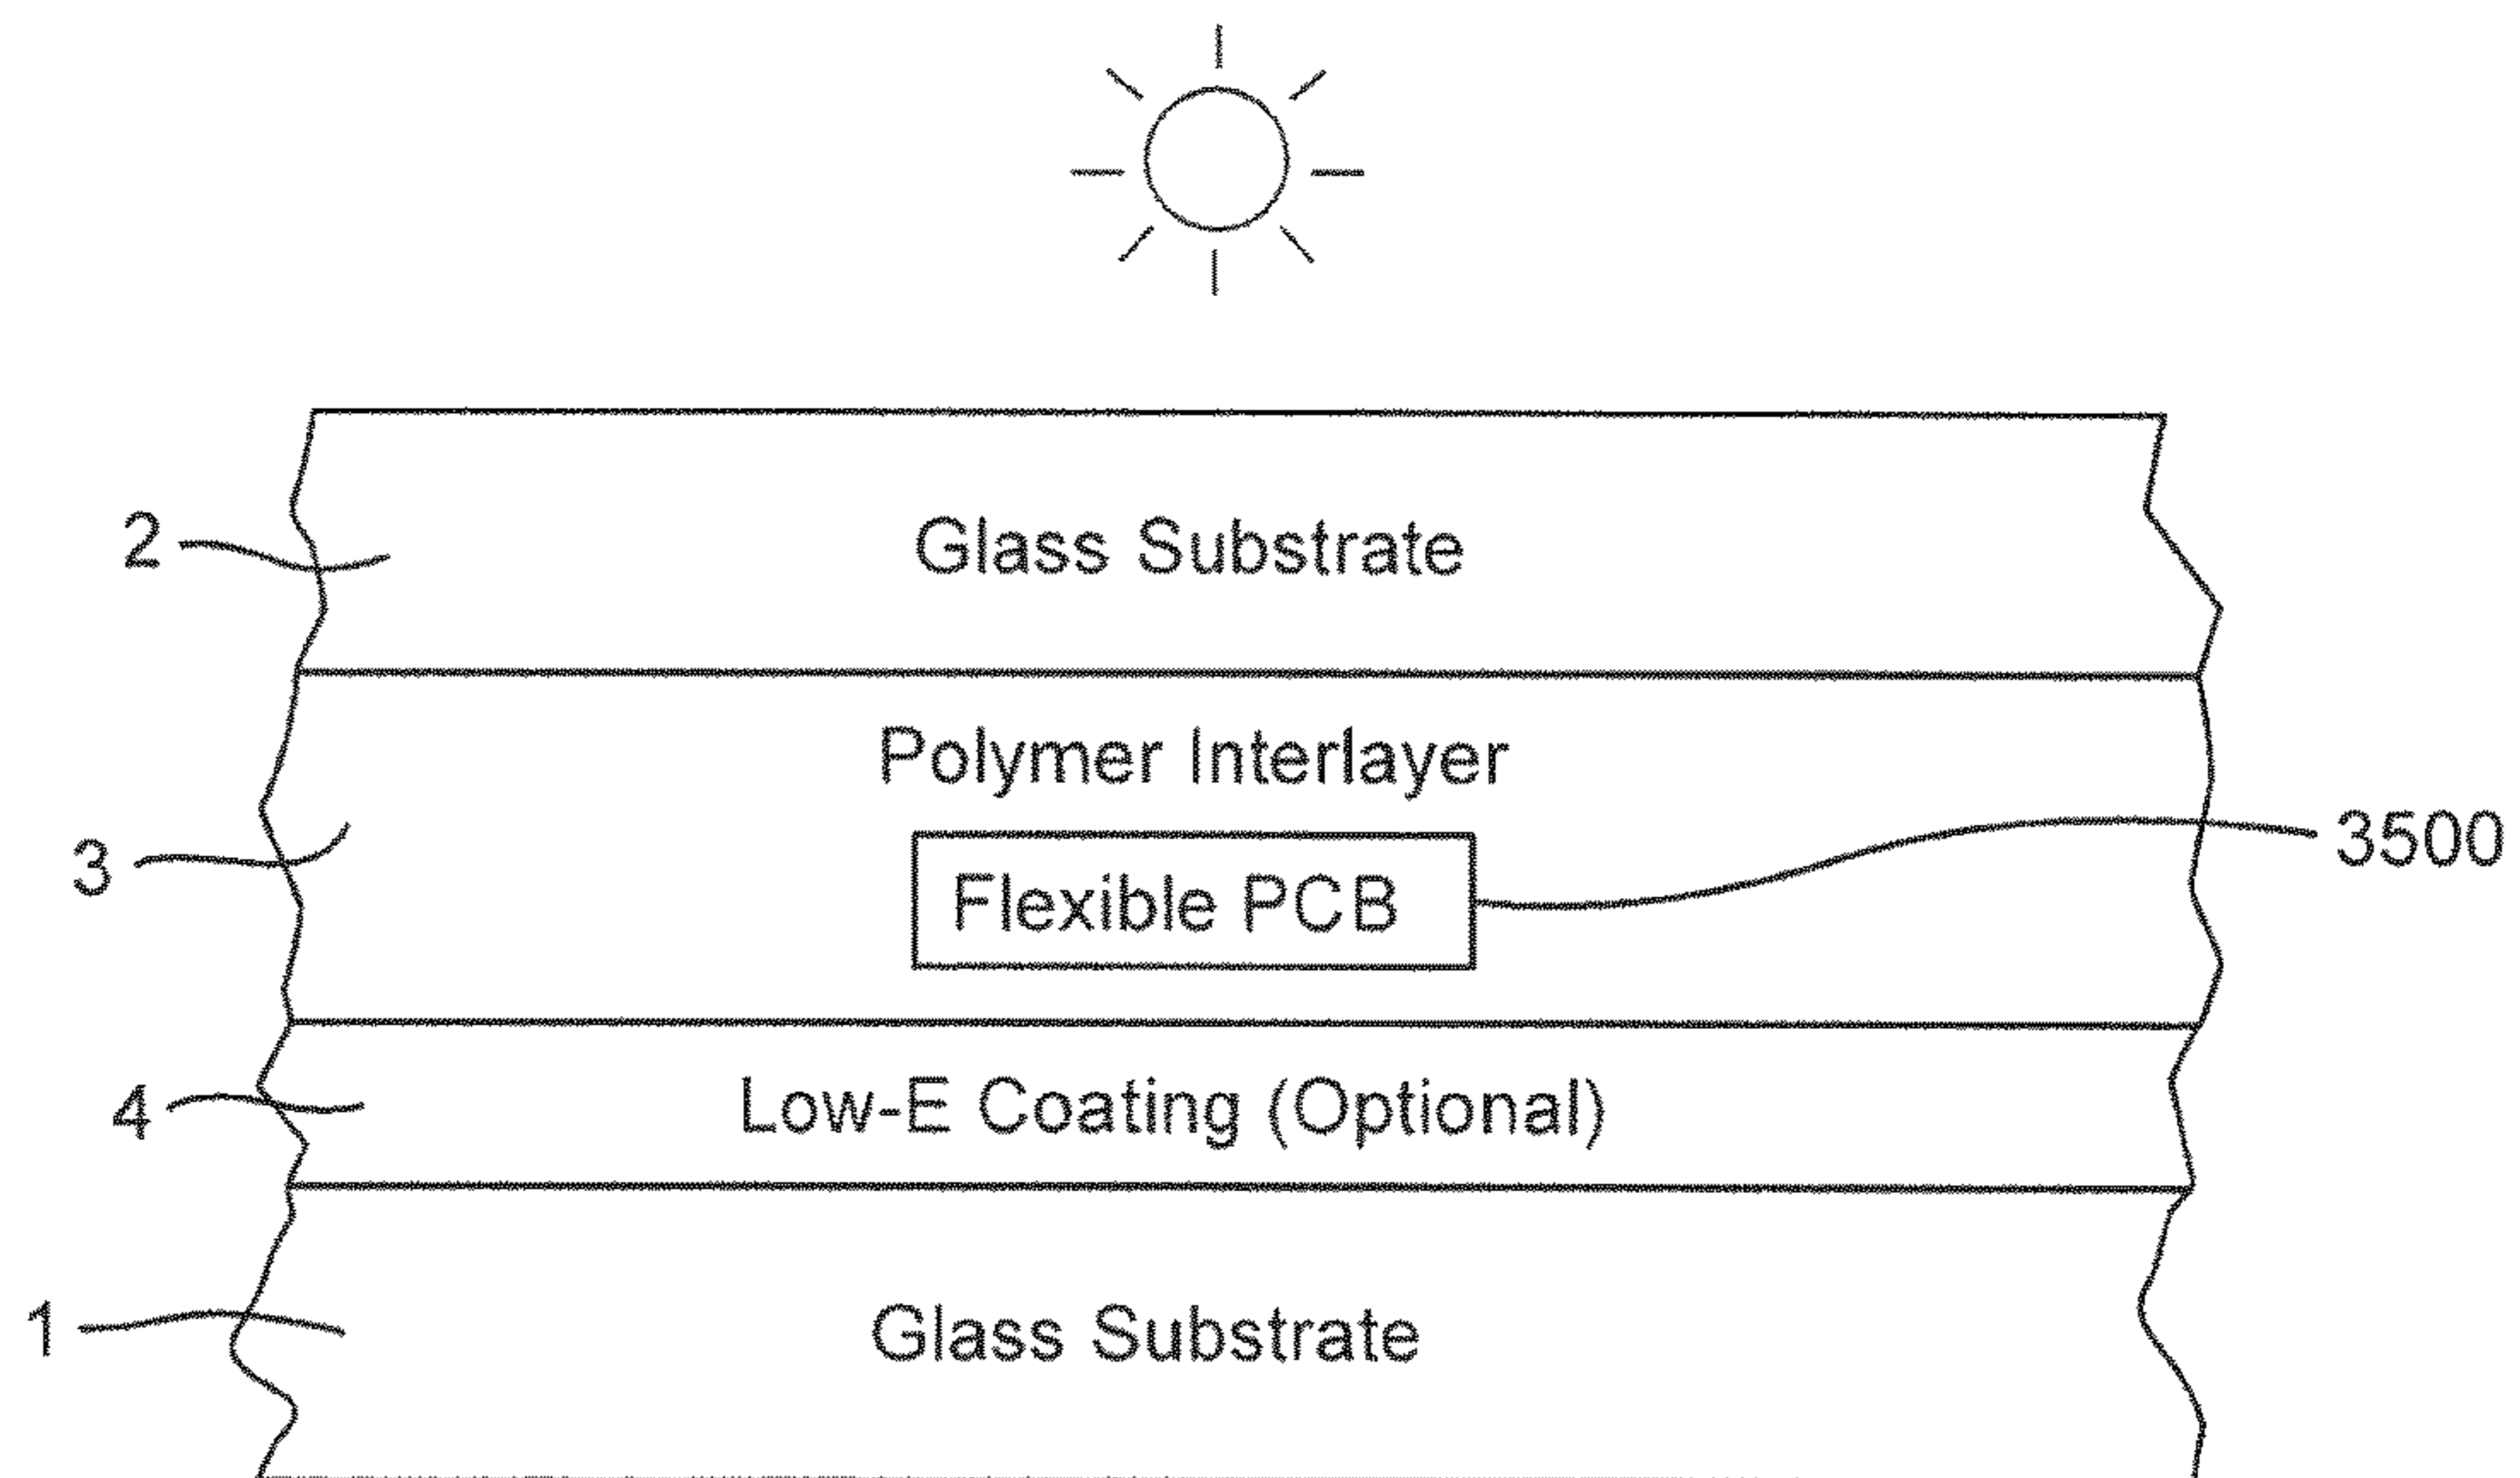 2 Glass Substrate
Polymer Interlayer
3 Flexible PCB 3500
4 Low-E Coating (Optional)
1 Glass Substrate